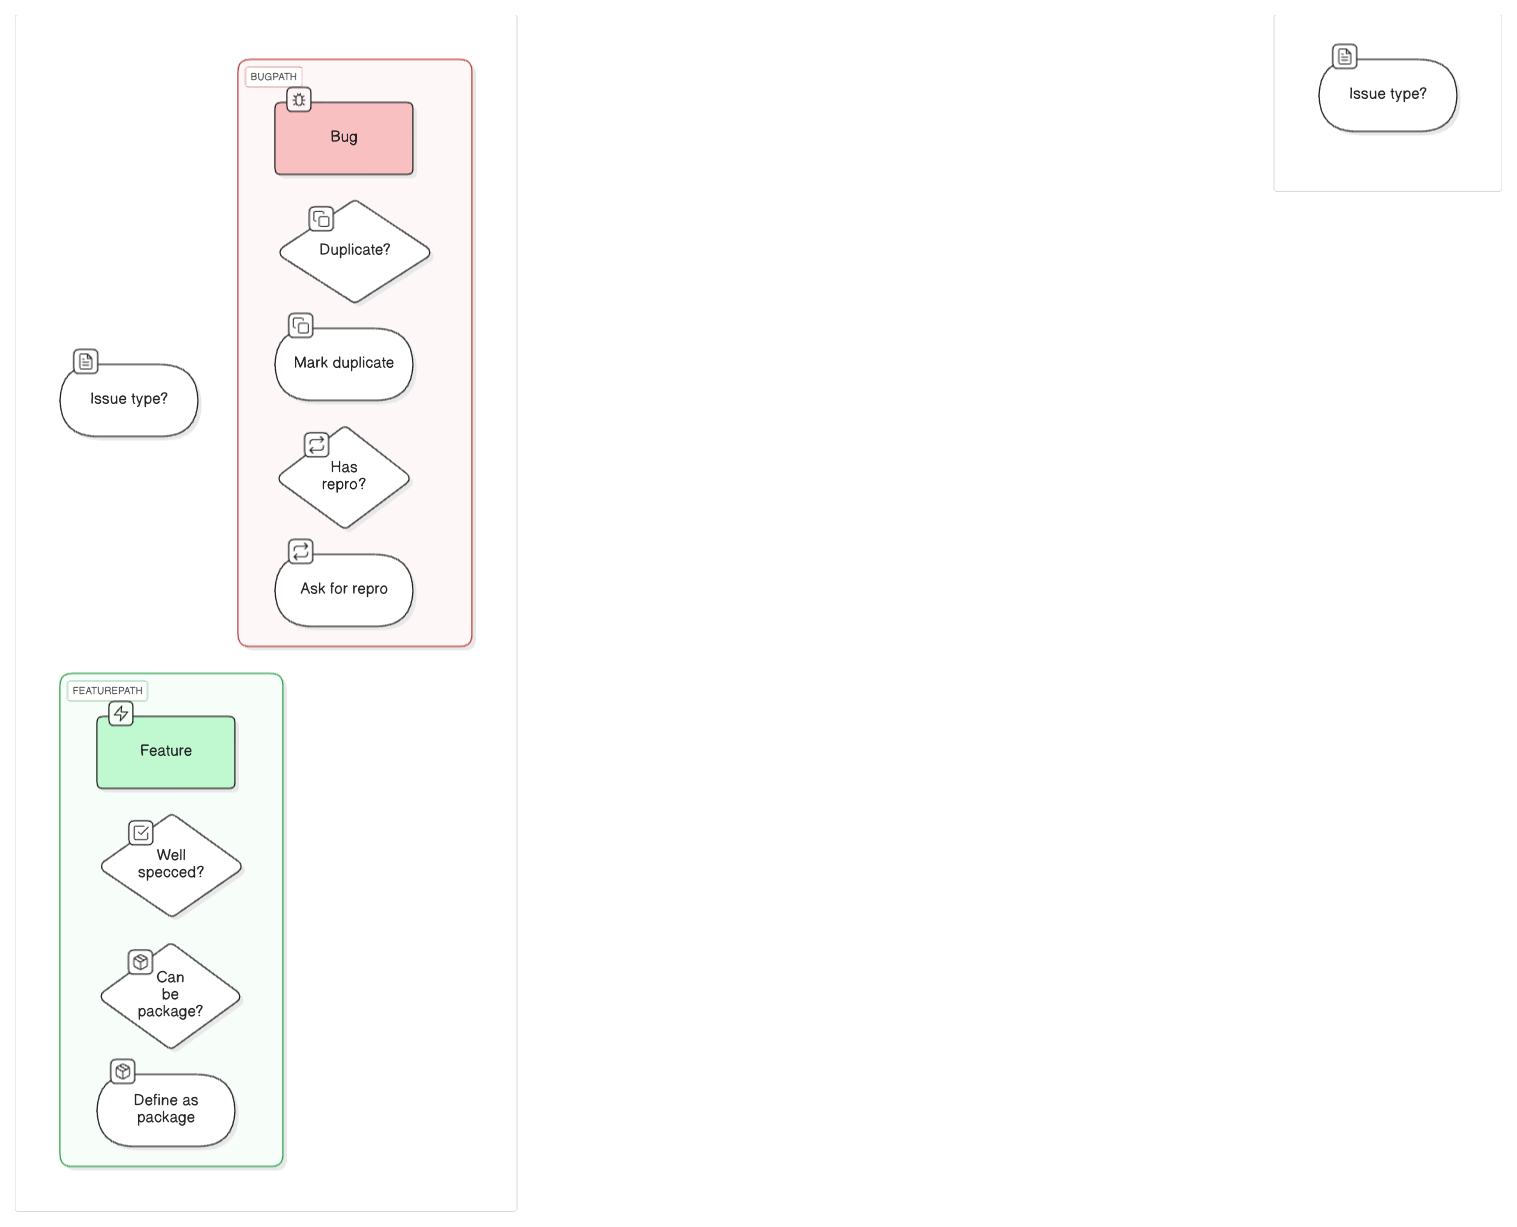 BUGPATH
Bug
Duplicate?
Mark duplicate
Has
repro?
Ask for repro
Issue type?
FEATUREPATH
Feature
Well
specced?
Can
be
package?
Define as
package
Issue type?